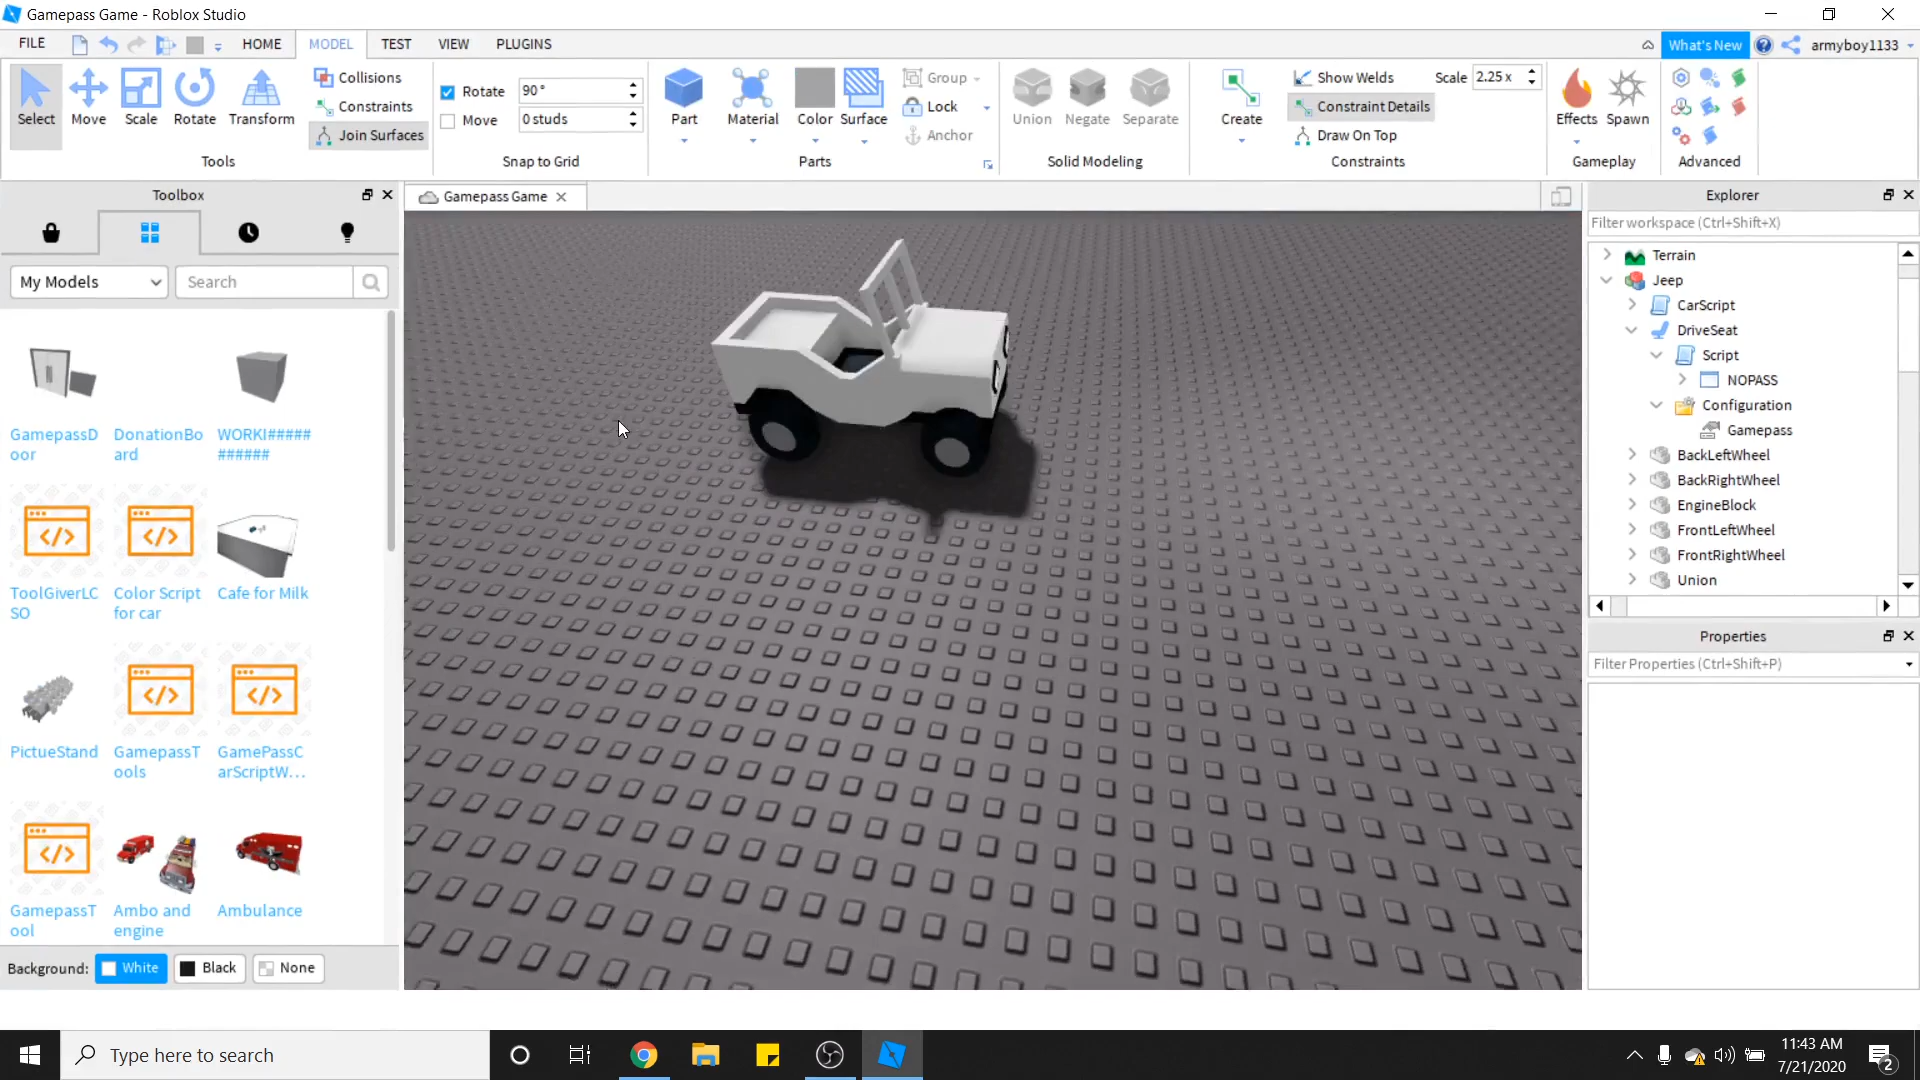 Gamepass Game - Roblox Studio
FILE HOME MODEL TEST VIEW PLUGINS What's New armyboy1133
Select Move Scale Rotate Transform
Collisions
Constraints
Join Surfaces
Tools
Rotate 90 °
Move 0 studs
Snap to Grid
Part Material Color Surface
Group
Lock
Anchor
Parts
Union Negate Separate
Solid Modeling
Create
Show Welds Scale 2.25 x
Constraint Details
Draw On Top
Constraints
Effects Spawn
Gameplay
Advanced
Toolbox
My Models Search
GamepassD
oor
DonationBo
ard
WORKI#####
######
ToolGiverLC
SO
Color Script
for car
Cafe for Milk
PictueStand
GamepassT
ools
GamePassC
arScriptW...
GamepassT
ool
Ambo and
engine
Ambulance
Background: White Black None
Gamepass Game
Explorer
Filter workspace (Ctrl+Shift+X)
Terrain
Jeep
CarScript
DriveSeat
Script
NOPASS
Configuration
Gamepass
BackLeftWheel
BackRightWheel
EngineBlock
FrontLeftWheel
FrontRightWheel
Union
Properties
Filter Properties (Ctrl+Shift+P)
Type here to search
11:43 AM
7/21/2020
2